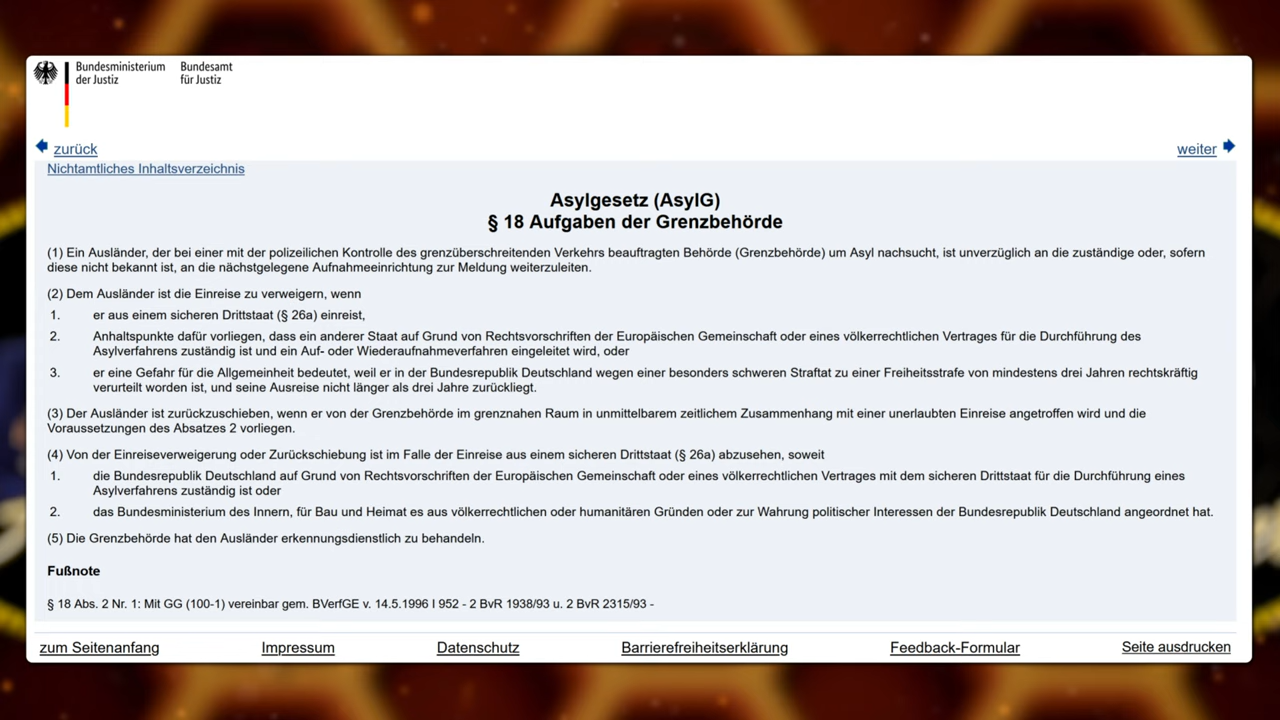 Bundesministerium
der Justiz
Bundesamt
für Justiz
zurück
weiter
Nichtamtliches Inhaltsverzeichnis
Asylgesetz (AsylG)
§ 18 Aufgaben der Grenzbehörde
(1) Ein Ausländer, der bei einer mit der polizeilichen Kontrolle des grenzüberschreitenden Verkehrs beauftragten Behörde (Grenzbehörde) um Asyl nachsucht, ist unverzüglich an die zuständige oder, sofern
diese nicht bekannt ist, an die nächstgelegene Aufnahmeeinrichtung zur Meldung weiterzuleiten.
(2) Dem Ausländer ist die Einreise zu verweigern, wenn
1. er aus einem sicheren Drittstaat (§ 26a) einreist,
2. Anhaltspunkte dafür vorliegen, dass ein anderer Staat auf Grund von Rechtsvorschriften der Europäischen Gemeinschaft oder eines völkerrechtlichen Vertrages für die Durchführung des
Asylverfahrens zuständig ist und ein Auf- oder Wiederaufnahmeverfahren eingeleitet wird, oder
3. er eine Gefahr für die Allgemeinheit bedeutet, weil er in der Bundesrepublik Deutschland wegen einer besonders schweren Straftat zu einer Freiheitsstrafe von mindestens drei Jahren rechtskräftig
verurteilt worden ist, und seine Ausreise nicht länger als drei Jahre zurückliegt.
(3) Der Ausländer ist zurückzuschieben, wenn er von der Grenzbehörde im grenznahen Raum in unmittelbarem zeitlichem Zusammenhang mit einer unerlaubten Einreise angetroffen wird und die
Voraussetzungen des Absatzes 2 vorliegen.
(4) Von der Einreiseverweigerung oder Zurückschiebung ist im Falle der Einreise aus einem sicheren Drittstaat (§ 26a) abzusehen, soweit
1. die Bundesrepublik Deutschland auf Grund von Rechtsvorschriften der Europäischen Gemeinschaft oder eines völkerrechtlichen Vertrages mit dem sicheren Drittstaat für die Durchführung eines
Asylverfahrens zuständig ist oder
2. das Bundesministerium des Innern, für Bau und Heimat es aus völkerrechtlichen oder humanitären Gründen oder zur Wahrung politischer Interessen der Bundesrepublik Deutschland angeordnet hat.
(5) Die Grenzbehörde hat den Ausländer erkennungsdienstlich zu behandeln.
Fußnote
§ 18 Abs. 2 Nr. 1: Mit GG (100-1) vereinbar gem. BVerfGE v. 14.5.1996 I 952 - 2 BvR 1938/93 u. 2 BvR 2315/93 -
zum Seitenanfang
Impressum
Datenschutz
Barrierefreiheitserklärung
Feedback-Formular
Seite ausdrucken